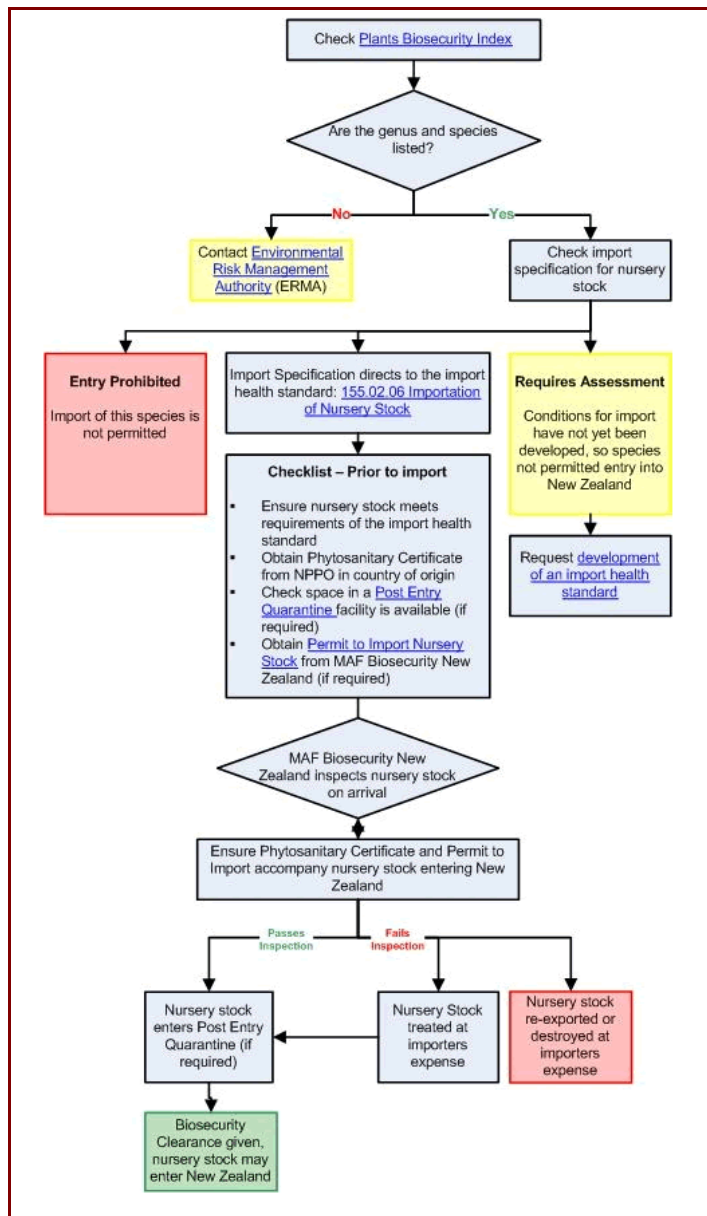 Check Plants Biosecurity Index
Are the genus and species
listed?
No
Yes
Contact Environmental
Risk Management
Authority (ERMA)
Check import
specification for nursery
stock
Entry Prohibited
Import of this species is
not permitted
Import Specification directs to the import
health standard: 155.02.06 Importation
of Nursery Stock
Requires Assessment
Conditions for import
have not yet been
developed, so species
not permitted entry into
New Zealand
Checklist – Prior to import
▪ Ensure nursery stock meets
requirements of the import health
standard
▪ Obtain Phytosanitary Certificate
from NPPO in country of origin
▪ Check space in a Post Entry
Quarantine facility is available (if
required)
▪ Obtain Permit to Import Nursery
Stock from MAF Biosecurity New
Zealand (if required)
Request development
of an import health
standard
MAF Biosecurity New
Zealand inspects nursery stock
on arrival
Ensure Phytosanitary Certificate and Permit to
Import accompany nursery stock entering New
Zealand
Passes
Inspection
Fails
Inspection
Nursery stock
enters Post Entry
Quarantine (if
required)
Nursery Stock
treated at
importers
expense
Nursery stock
re-exported or
destroyed at
importers
expense
Biosecurity
Clearance given,
nursery stock may
enter New Zealand